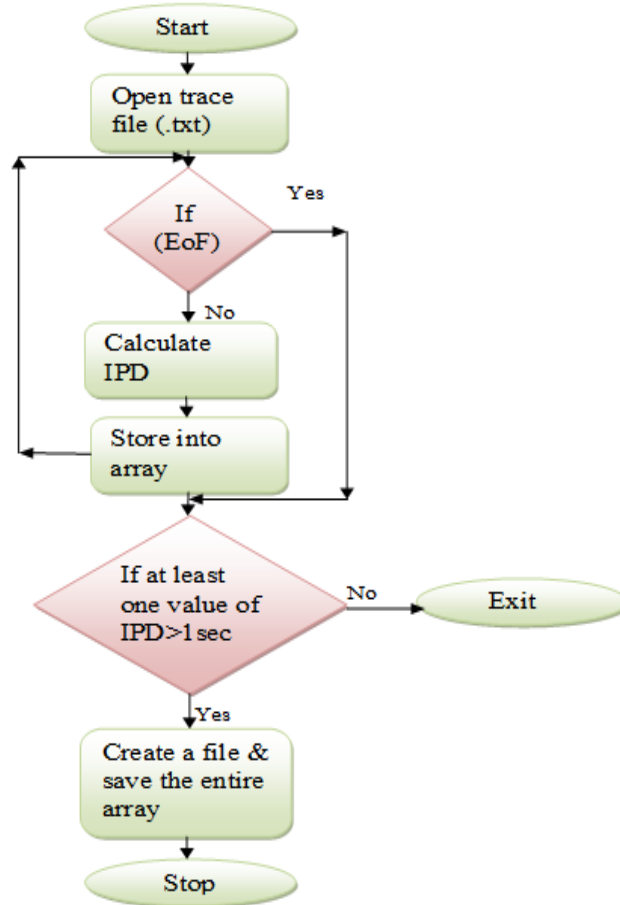 Start
Open trace
file (.txt)
If
(EoF)
Yes
No
Calculate
IPD
Store into
array
If at least
one value of
IPD>1sec
No
Exit
Yes
Create a file &
save the entire
array
Stop